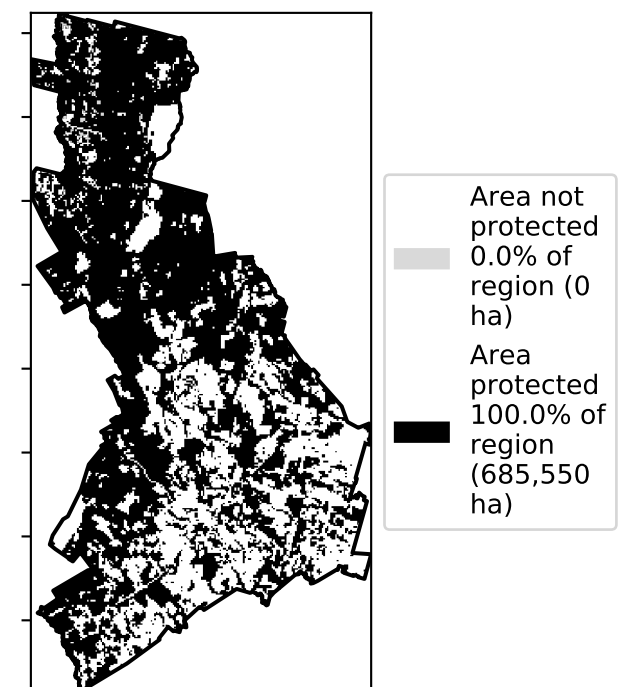 Area not
protected
0.0% of
region (0
ha)
Area
protected
100.0% of
region
(685,550
ha)